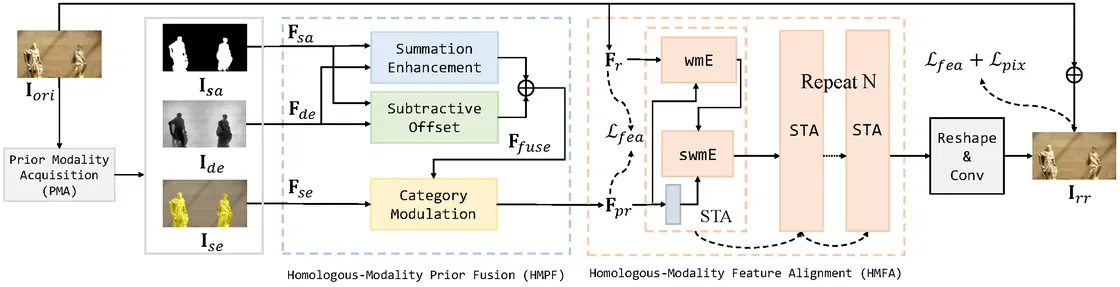 I_ori
Prior Modality
Acquisition
(PMA)
I_sa
I_de
I_se
F_sa
F_de
F_se
Summation
Enhancement
Subtractive
Offset
F_fuse
Category
Modulation
Homologous-Modality Prior Fusion (HMPF)
F_r
L_fea
F_pr
wmE
swmE
STA
Repeat N
STA
STA
Homologous-Modality Feature Alignment (HMFA)
Reshape
&
Conv
L_fea + L_pix
I_rr